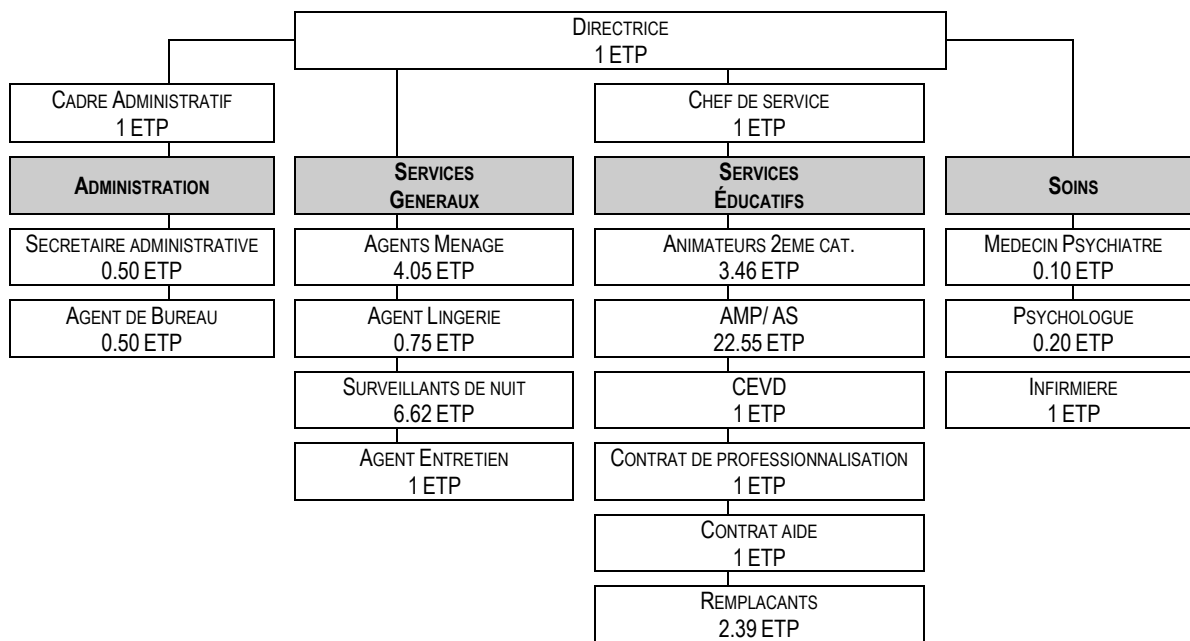 DIRECTRICE
1 ETP
CADRE ADMINISTRATIF
1 ETP
CHEF DE SERVICE
1 ETP
ADMINISTRATION
SERVICES
GENERAUX
SERVICES
ÉDUCATIFS
SOINS
SECRETAIRE ADMINISTRATIVE
0.50 ETP
AGENTS MENAGE
4.05 ETP
ANIMATEURS 2EME CAT.
3.46 ETP
MEDECIN PSYCHIATRE
0.10 ETP
AGENT DE BUREAU
0.50 ETP
AGENT LINGERIE
0.75 ETP
AMP/ AS
22.55 ETP
PSYCHOLOGUE
0.20 ETP
SURVEILLANTS DE NUIT
6.62 ETP
CEVD
1 ETP
INFIRMIERE
1 ETP
AGENT ENTRETIEN
1 ETP
CONTRAT DE PROFESSIONNALISATION
1 ETP
CONTRAT AIDE
1 ETP
REMPLACANTS
2.39 ETP